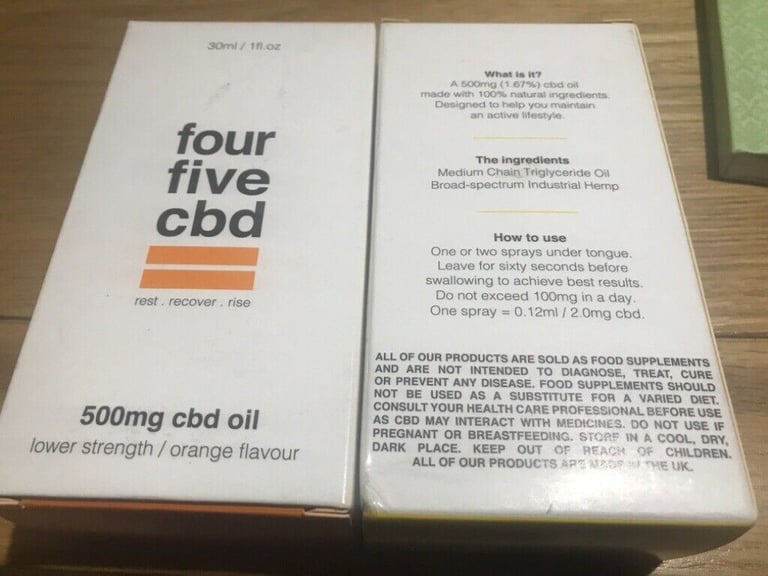 30ml / 1fl.oz
four
five
cbd
rest . recover . rise
500mg cbd oil
lower strength / orange flavour
What is it?
A 500mg (1.67%) cbd oil
made with 100% natural ingredients.
Designed to help you maintain
an active lifestyle.
The ingredients
Medium Chain Triglyceride Oil
Broad-spectrum Industrial Hemp
How to use
One or two sprays under tongue.
Leave for sixty seconds before
swallowing to achieve best results.
Do not exceed 100mg in a day.
One spray = 0.12ml / 2.0mg cbd.
ALL OF OUR PRODUCTS ARE SOLD AS FOOD SUPPLEMENTS
AND ARE NOT INTENDED TO DIAGNOSE, TREAT, CURE
OR PREVENT ANY DISEASE. FOOD SUPPLEMENTS SHOULD
NOT BE USED AS A SUBSTITUTE FOR A VARIED DIET.
CONSULT YOUR HEALTH CARE PROFESSIONAL BEFORE USE
AS CBD MAY INTERACT WITH MEDICINES. DO NOT USE IF
PREGNANT OR BREASTFEEDING. STORE IN A COOL, DRY,
DARK PLACE. KEEP OUT OF REACH OF CHILDREN.
ALL OF OUR PRODUCTS ARE MADE IN THE UK.